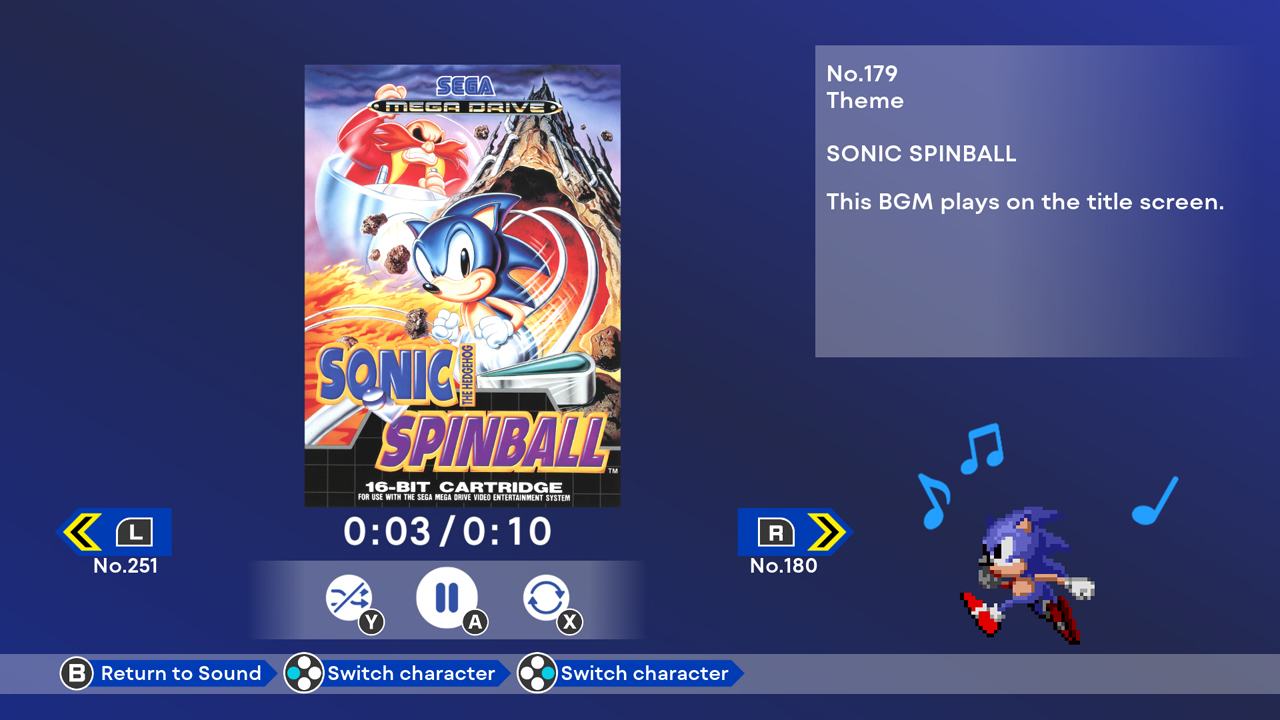 SEGA
MEGA DRIVE
SONIC
THE HEDGEHOG
SPINBALL
TM
16-BIT CARTRIDGE
FOR USE WITH THE SEGA MEGA DRIVE VIDEO ENTERTAINMENT SYSTEM
No.179
Theme
SONIC SPINBALL
This BGM plays on the title screen.
L
No.251
0:03/0:10
R
No.180
Y
A
X
B Return to Sound
Switch character
Switch character